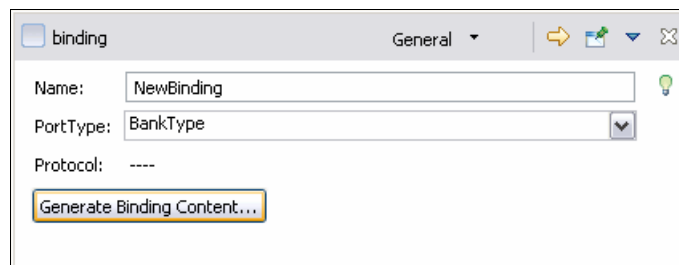 binding General
Name: NewBinding
PortType: BankType
Protocol: ----
Generate Binding Content...